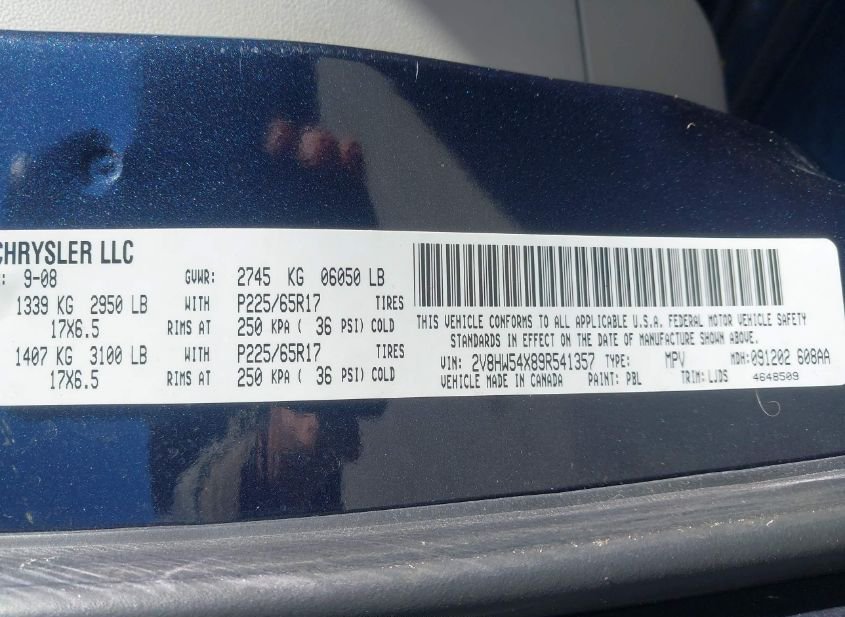 CHRYSLER LLC
: 9-08 GVWR: 2745 KG 06050 LB
1339 KG 2950 LB WITH P225/65R17 TIRES
17X6.5 RIMS AT 250 KPA ( 36 PSI) COLD
1407 KG 3100 LB WITH P225/65R17 TIRES
17X6.5 RIMS AT 250 KPA ( 36 PSI) COLD
THIS VEHICLE CONFORMS TO ALL APPLICABLE U.S.A. FEDERAL MOTOR VEHICLE SAFETY
STANDARDS IN EFFECT ON THE DATE OF MANUFACTURE SHOWN ABOVE.
VIN: 2V8HW54X89R541357 TYPE: MPV MDH:091202 608AA
VEHICLE MADE IN CANADA PAINT: PBL TRIM:LJDS 4648509